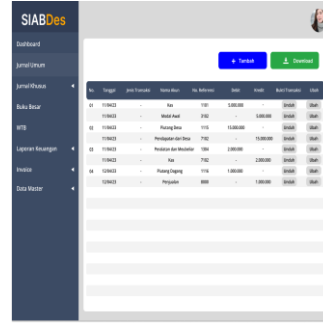 SIABDes
Dashboard
Jurnal Umum
Jurnal Khusus
Buku Besar
WTB
Laporan Keuangan
Invoice
Data Master
+ Tambah
Download
No. Tanggal Jenis Transaksi Nama Akun No. Referensi Debit Kredit Bukti Transaksi Ubah
01 11/04/23 - Kas 1101 5.000.000 - Unduh Ubah
11/04/23 - Modal Awal 3102 - 5.000.000 Unduh Ubah
02 11/04/23 - Piutang Desa 1115 15.000.000 - Unduh Ubah
11/04/23 - Pendapatan dari Desa 7102 - 15.000.000 Unduh Ubah
03 11/04/23 - Peralatan dan 1304 2.000.000 - Unduh Ubah
11/04/23 - Kas 7102 - 2.000.000 Unduh Ubah
04 12/04/23 - Piutang Dagang 1116 1.000.000 - Unduh Ubah
12/04/23 - Penjualan - 1.000.000 Unduh Ubah